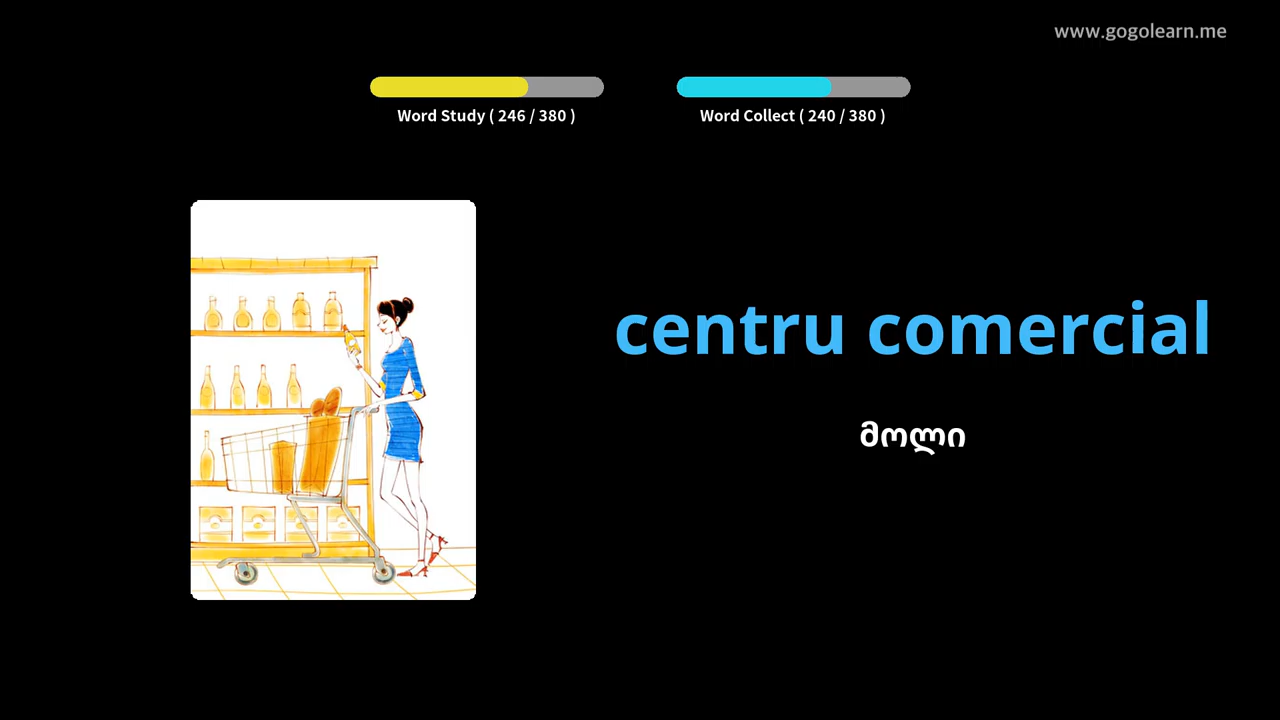 www.gogolearn.me
Word Study ( 246 / 380 )
Word Collect ( 240 / 380 )
centru comercial
მოლი